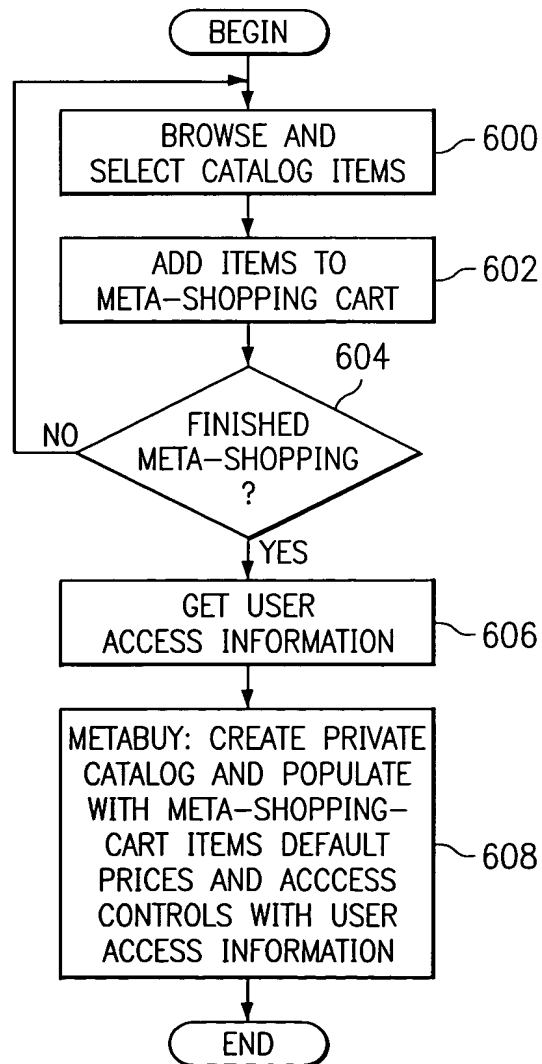 BEGIN
BROWSE AND
SELECT CATALOG ITEMS
600
ADD ITEMS TO
META-SHOPPING CART
602
604
FINISHED
META-SHOPPING
?
NO
YES
GET USER
ACCESS INFORMATION
606
METABUY: CREATE PRIVATE
CATALOG AND POPULATE
WITH META-SHOPPING-
CART ITEMS DEFAULT
PRICES AND ACCCESS
CONTROLS WITH USER
ACCESS INFORMATION
608
END